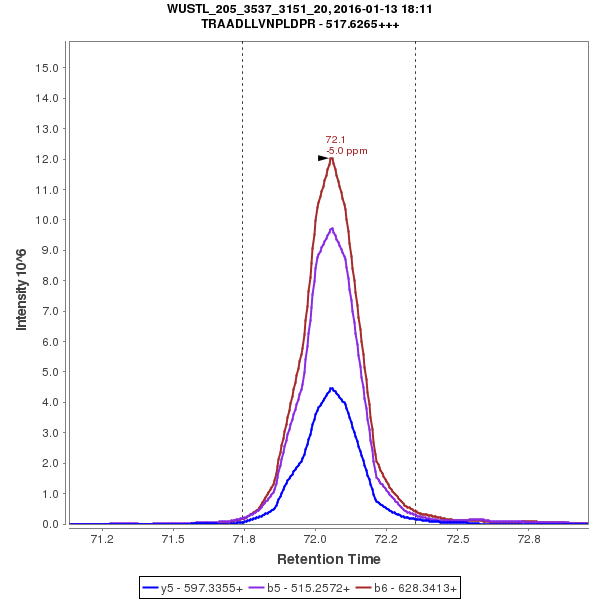 WUSTL_205_3537_3151_20, 2016-01-13 18:11
TRAADLLVNPLDPR - 517.6265+++
Intensity 10^6
15.0
14.0
13.0
12.0
11.0
10.0
9.0
8.0
7.0
6.0
5.0
4.0
3.0
2.0
1.0
0.0
72.1
-5.0 ppm
71.2 71.5 71.8 72.0 72.2 72.5 72.8
Retention Time
y5 - 597.3355+ b5 - 515.2572+ b6 - 628.3413+